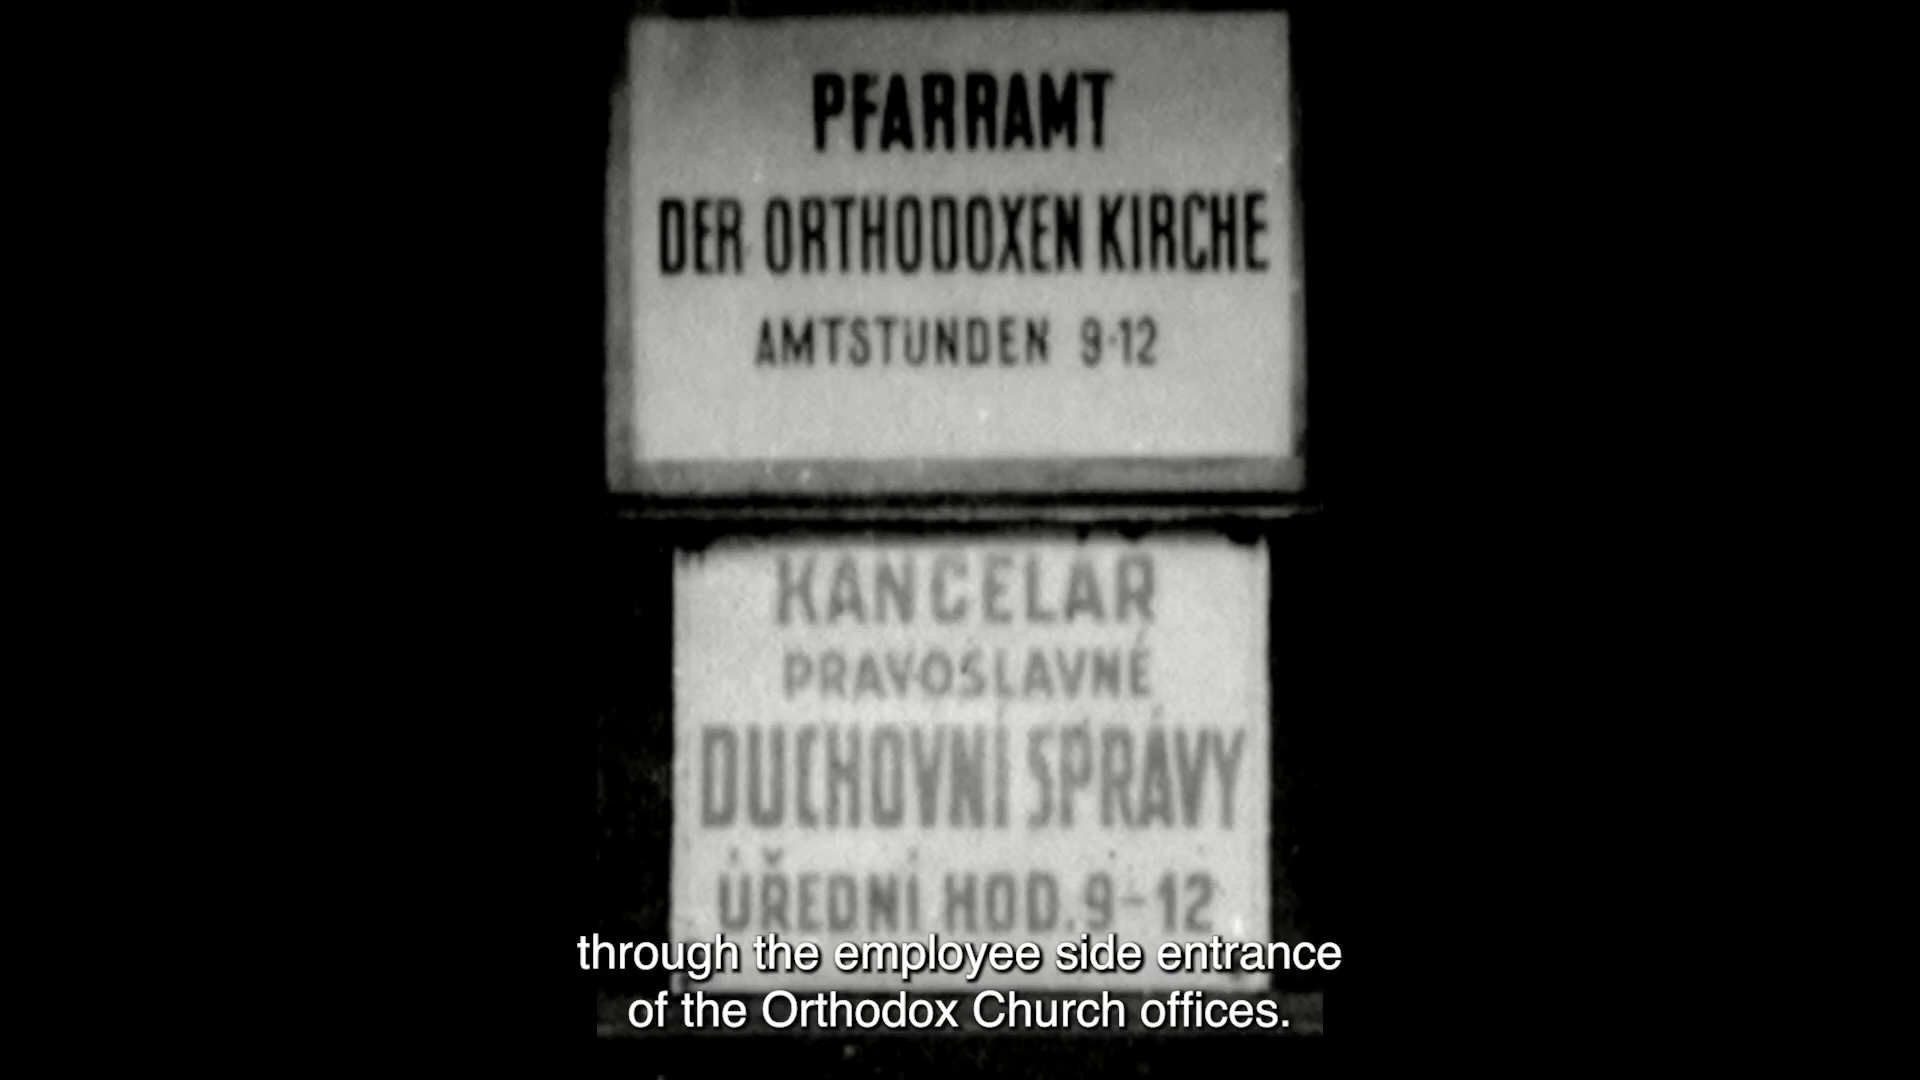 PFARRAMT
DER ORTHODOXEN KIRCHE
AMTSTUNDEN 9-12
KANCELAR
PRAVOSLAVNÉ
DUCHOVNÍ SPRÁVY
ÚŘEDNÍ HOD. 9-12
through the employee side entrance
of the Orthodox Church offices.